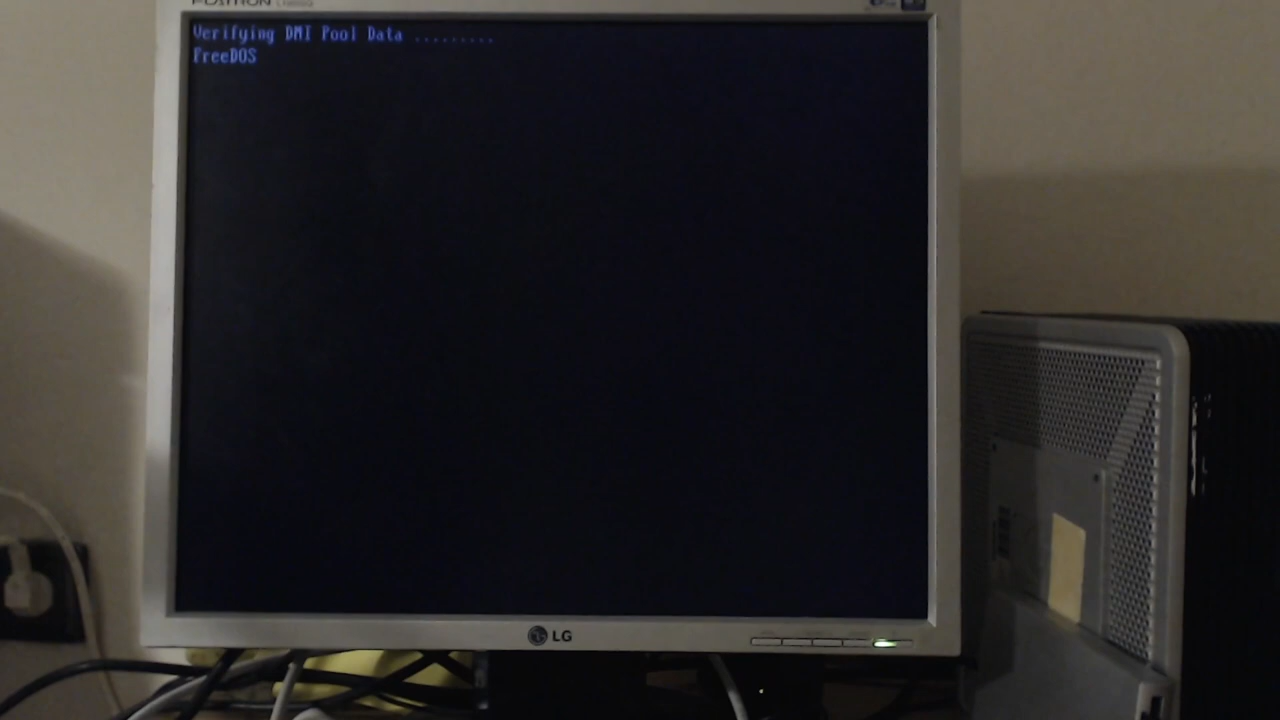 Verifying DMI Pool Data .........
FreeDOS
LG